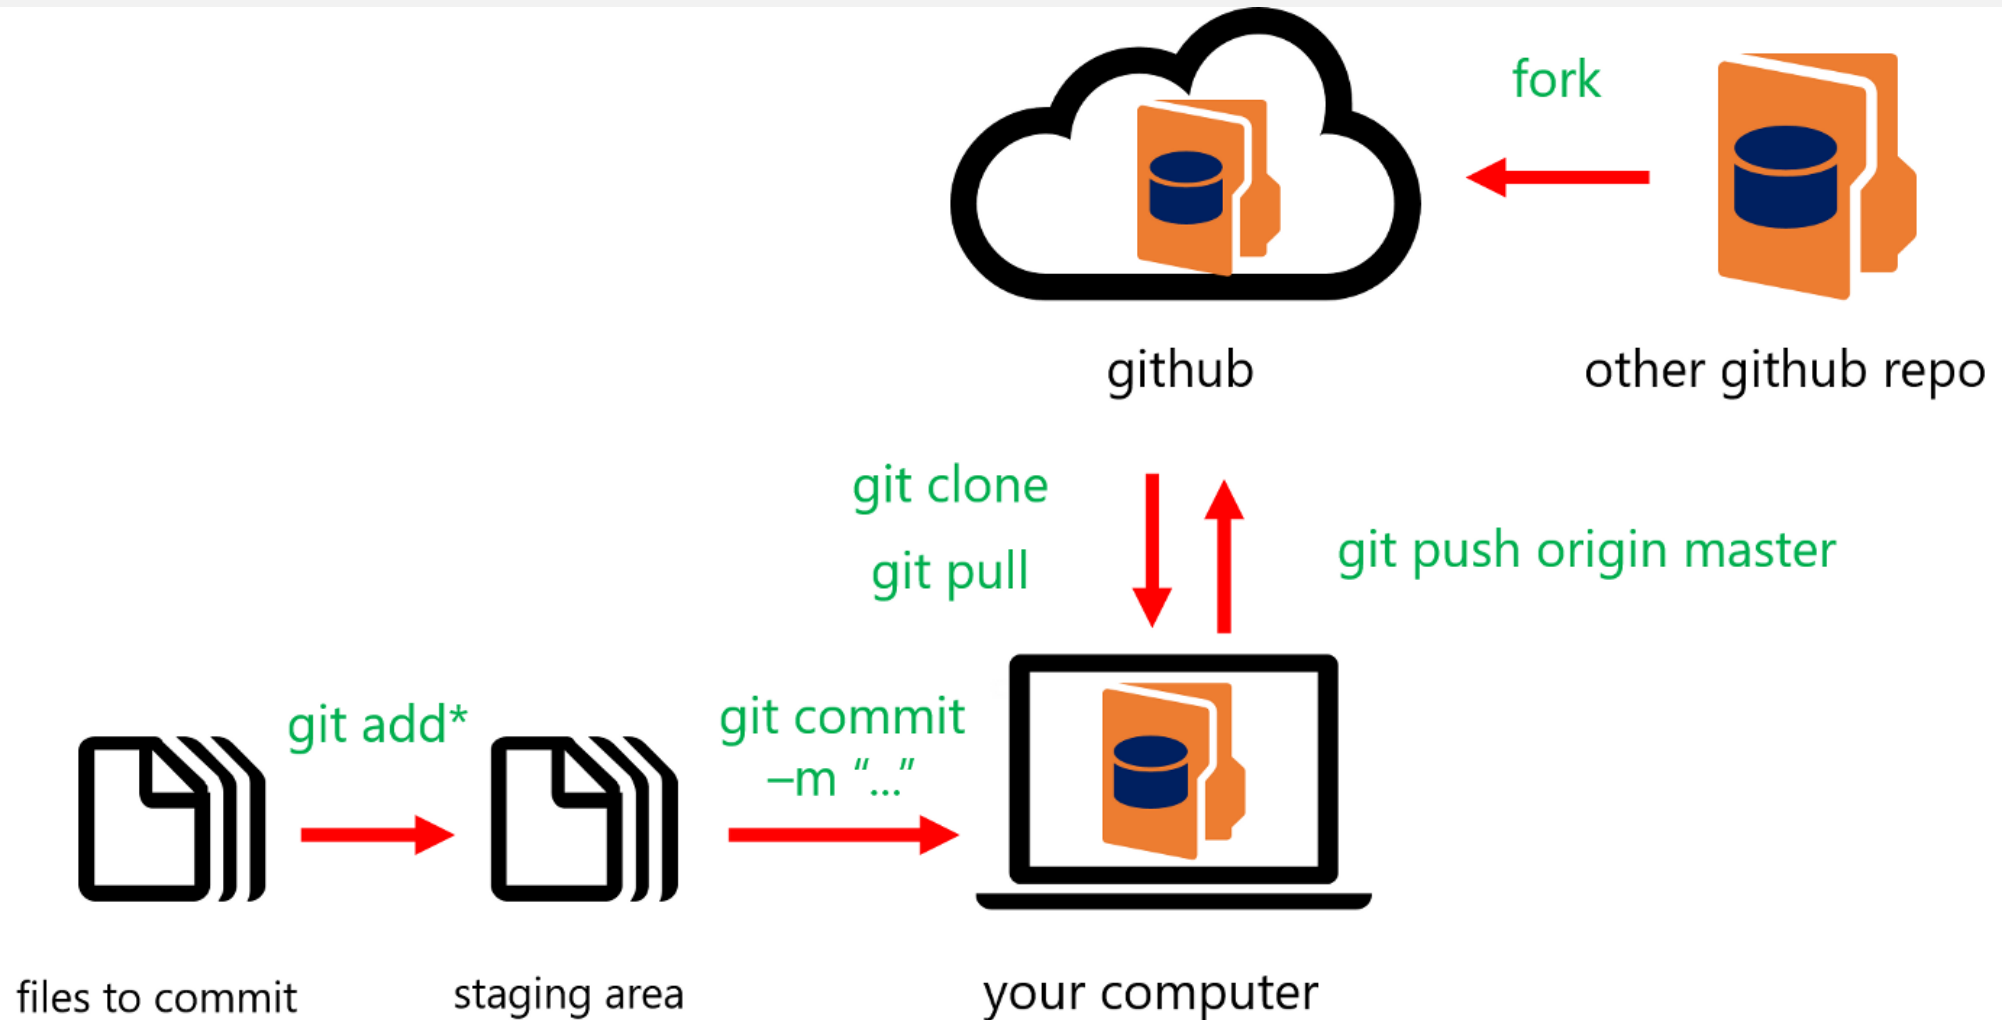 fork
github
other github repo
git clone
git pull
git push origin master
git add*
git commit
–m “...”
files to commit
staging area
your computer